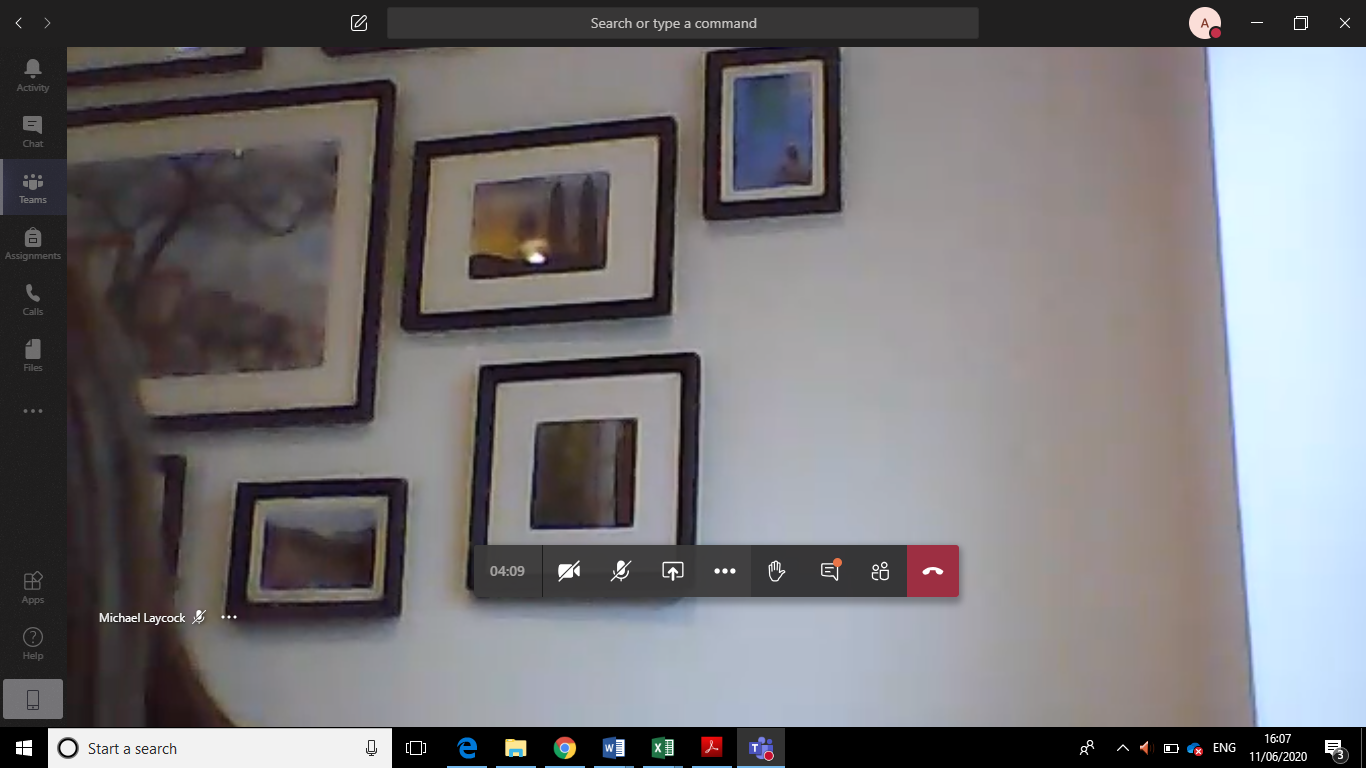 Search or type a command
A
Activity
Chat
Teams
Assignments
Calls
Files
Apps
Help
04:09
Michael Laycock
Start a search
ENG
16:07
11/06/2020
3